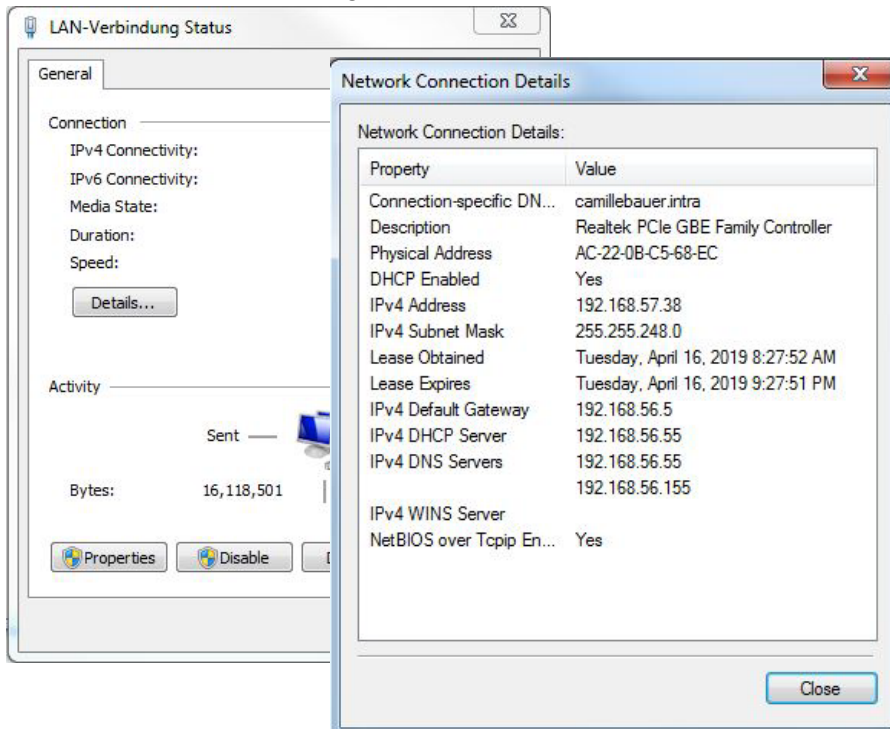 LAN-Verbindung Status
General
Connection
IPv4 Connectivity:
IPv6 Connectivity:
Media State:
Duration:
Speed:
Details...
Activity
Sent
Bytes: 16,118,501
Properties
Disable
Network Connection Details
Network Connection Details:
Property Value
Connection-specific DN... camillebauer.intra
Description Realtek PCIe GBE Family Controller
Physical Address AC-22-0B-C5-68-EC
DHCP Enabled Yes
IPv4 Address 192.168.57.38
IPv4 Subnet Mask 255.255.248.0
Lease Obtained Tuesday, April 16, 2019 8:27:52 AM
Lease Expires Tuesday, April 16, 2019 9:27:51 PM
IPv4 Default Gateway 192.168.56.5
IPv4 DHCP Server 192.168.56.55
IPv4 DNS Servers 192.168.56.55
192.168.56.155
IPv4 WINS Server
NetBIOS over Tcpip En... Yes
Close